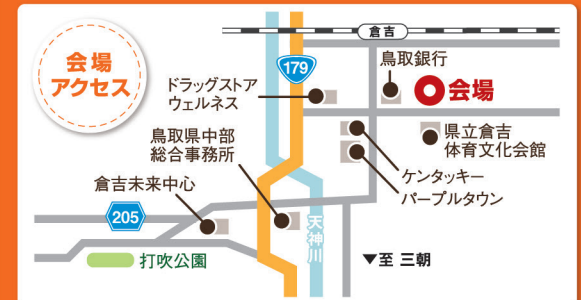 会場
アクセス
倉吉
179
鳥取銀行
ドラッグストア
ウェルネス
会場
鳥取県中部
総合事務所
県立倉吉
体育文化会館
ケンタッキー
パープルタウン
倉吉未来中心
205
天神川
打吹公園
▼至 三朝